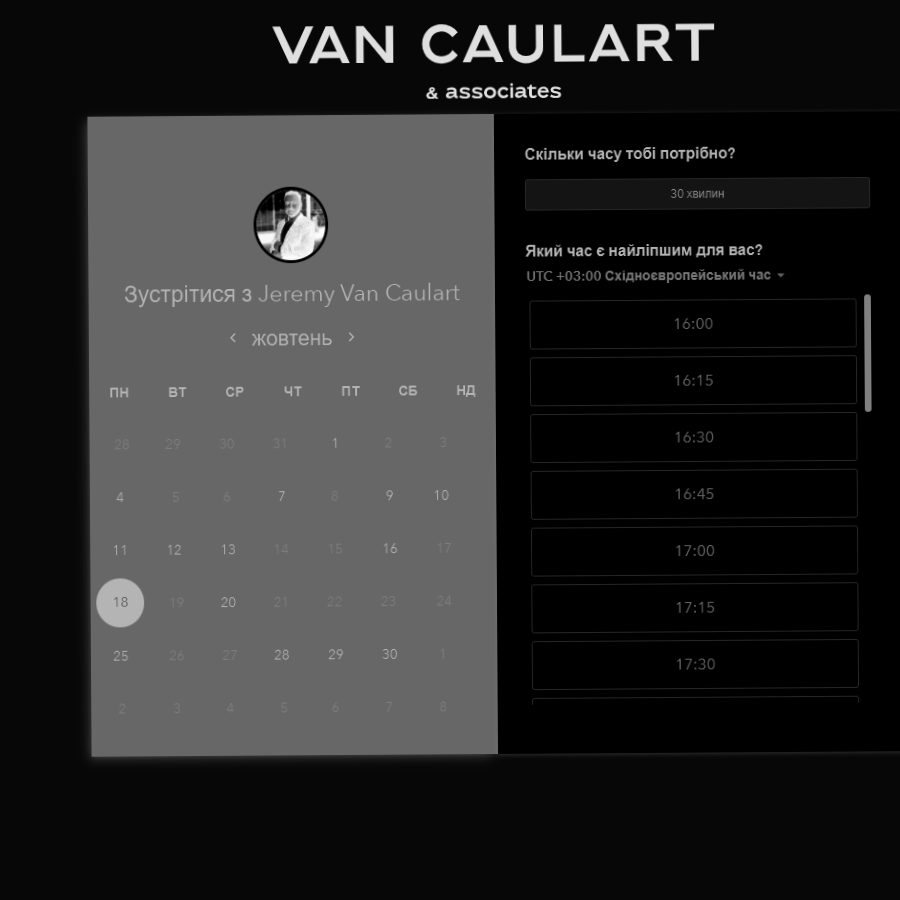 VAN CAULART
& associates
Зустрітися з Jeremy Van Caulart
жовтень
ПН ВТ СР ЧТ ПТ СБ НД
28 29 30 31 1 2 3
4 5 6 7 8 9 10
11 12 13 14 15 16 17
18 19 20 21 22 23 24
25 26 27 28 29 30 1
2 3 4 5 6 7 8
Скільки часу тобі потрібно?
30 хвилин
Який час є найліпшим для вас?
UTC +03:00 Східноєвропейський час
16:00
16:15
16:30
16:45
17:00
17:15
17:30